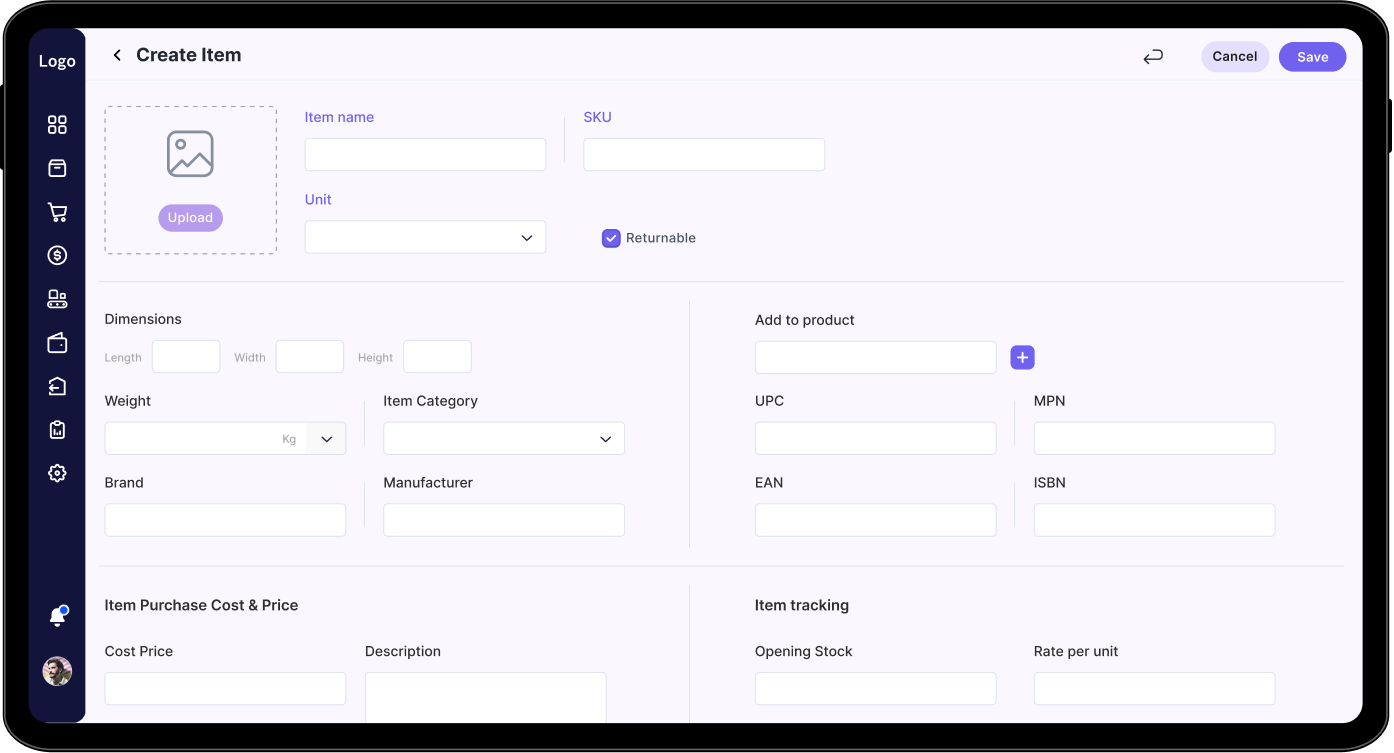 Logo
Create Item
Cancel
Save
Upload
Item name
SKU
Unit
Returnable
Dimensions
Length
Width
Height
Weight
Item Category
Kg
Brand
Manufacturer
Add to product
UPC
MPN
EAN
ISBN
Item Purchase Cost & Price
Cost Price
Description
Item tracking
Opening Stock
Rate per unit